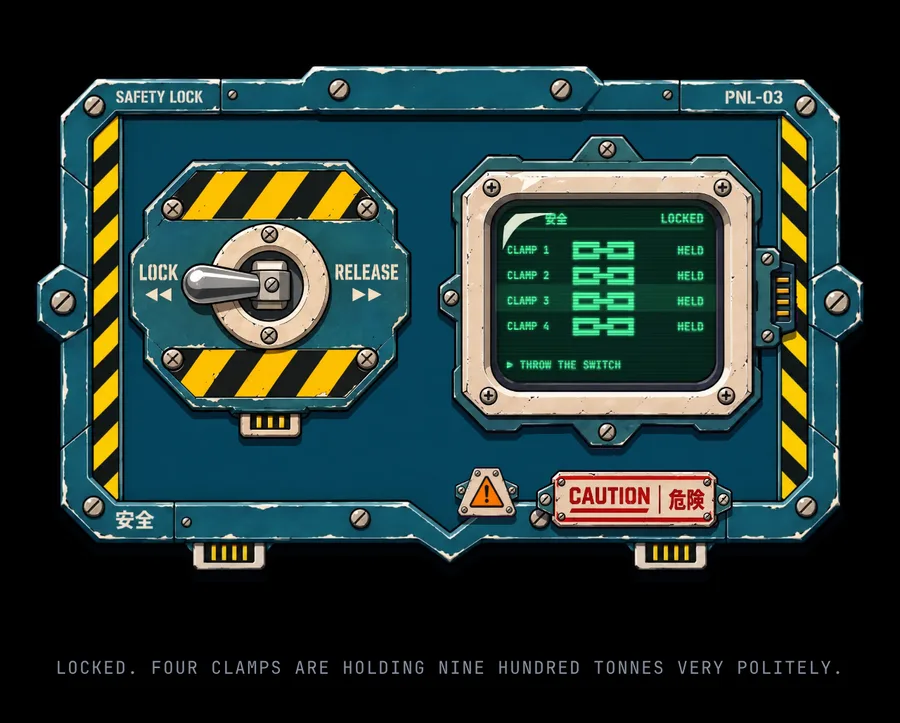 SAFETY LOCK
PNL-03
LOCK
RELEASE
安全 LOCKED
CLAMP 1 HELD
CLAMP 2 HELD
CLAMP 3 HELD
CLAMP 4 HELD
THROW THE SWITCH
CAUTION 危険
安全
LOCKED. FOUR CLAMPS ARE HOLDING NINE HUNDRED TONNES VERY POLITELY.